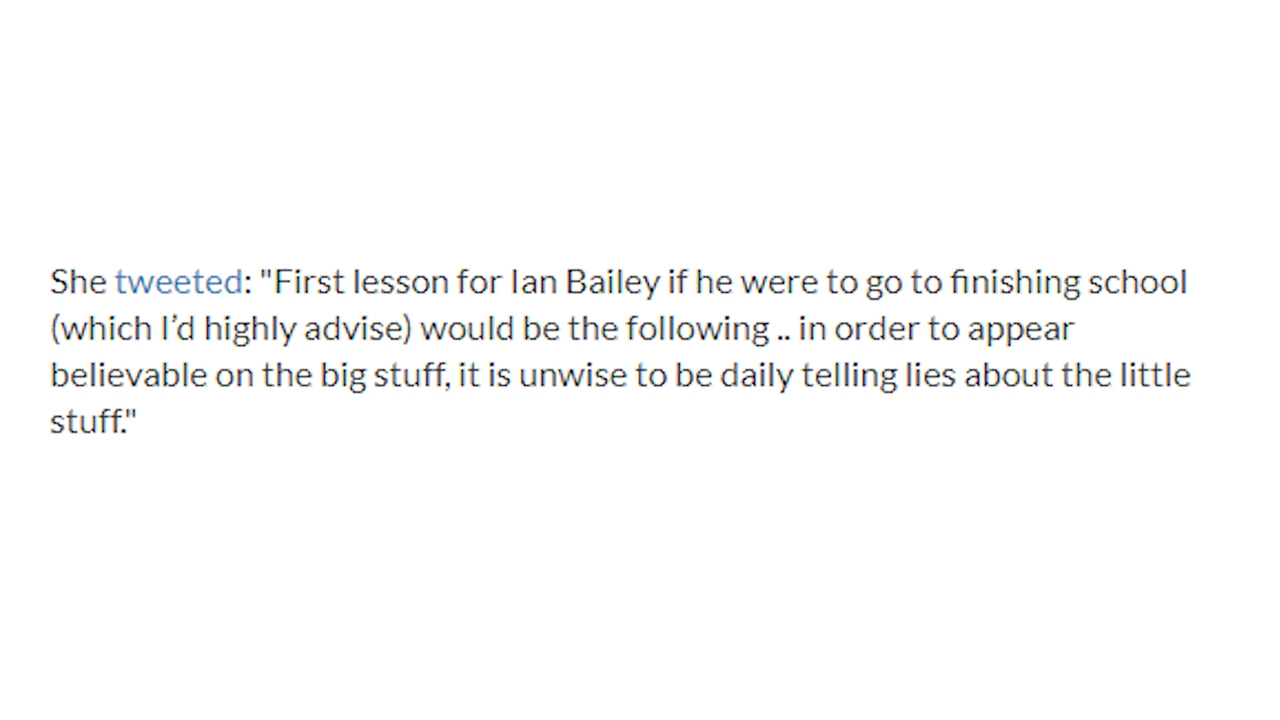 She tweeted: "First lesson for Ian Bailey if he were to go to finishing school
(which I’d highly advise) would be the following .. in order to appear
believable on the big stuff, it is unwise to be daily telling lies about the little
stuff."